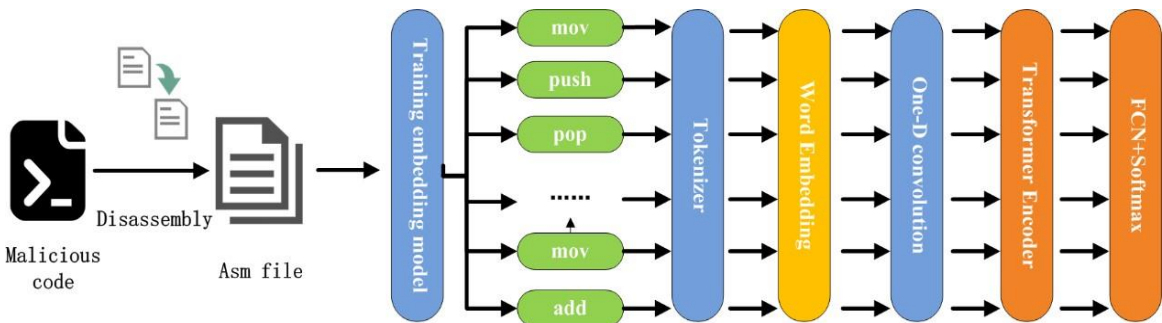 Malicious
code
Disassembly
Asm file
Training embedding model
mov
push
pop
......
mov
add
Tokenizer
Word Embedding
One-D convolution
Transformer Encoder
FCN+Softmax